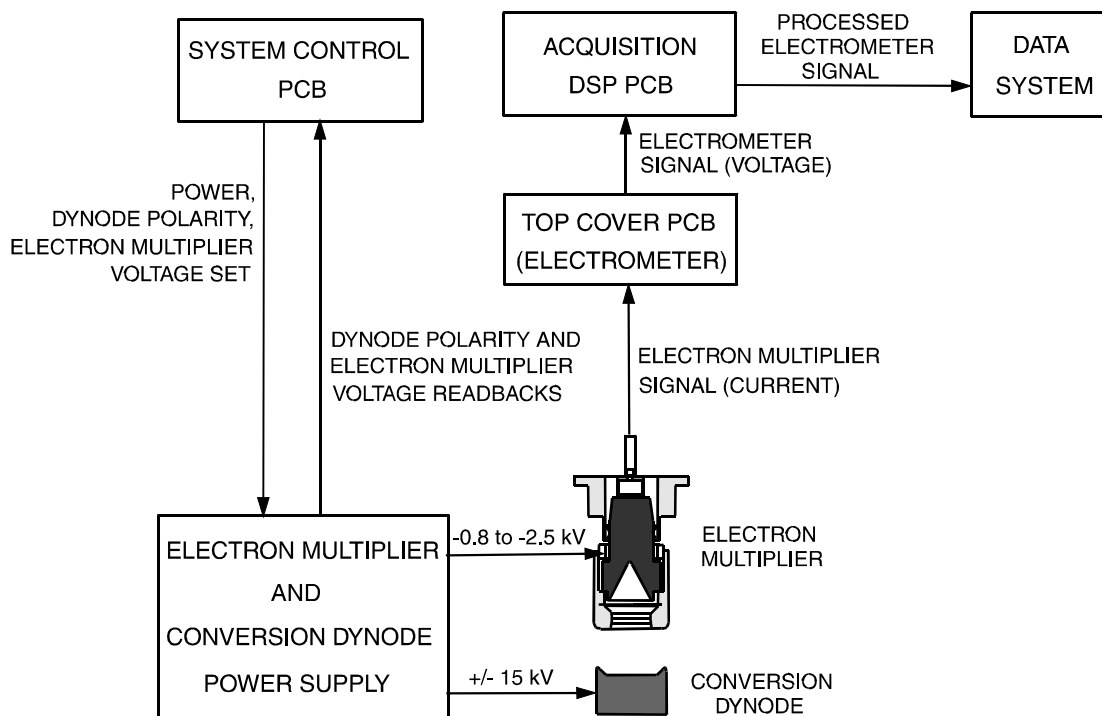 SYSTEM CONTROL
PCB
ACQUISITION
DSP PCB
PROCESSED
ELECTROMETER
SIGNAL
DATA
SYSTEM
ELECTROMETER
SIGNAL (VOLTAGE)
POWER,
DYNODE POLARITY,
ELECTRON MULTIPLIER
VOLTAGE SET
TOP COVER PCB
(ELECTROMETER)
DYNODE POLARITY AND
ELECTRON MULTIPLIER
VOLTAGE READBACKS
ELECTRON MULTIPLIER
SIGNAL (CURRENT)
ELECTRON MULTIPLIER
AND
CONVERSION DYNODE
POWER SUPPLY
-0.8 to -2.5 kV
ELECTRON
MULTIPLIER
+/- 15 kV
CONVERSION
DYNODE